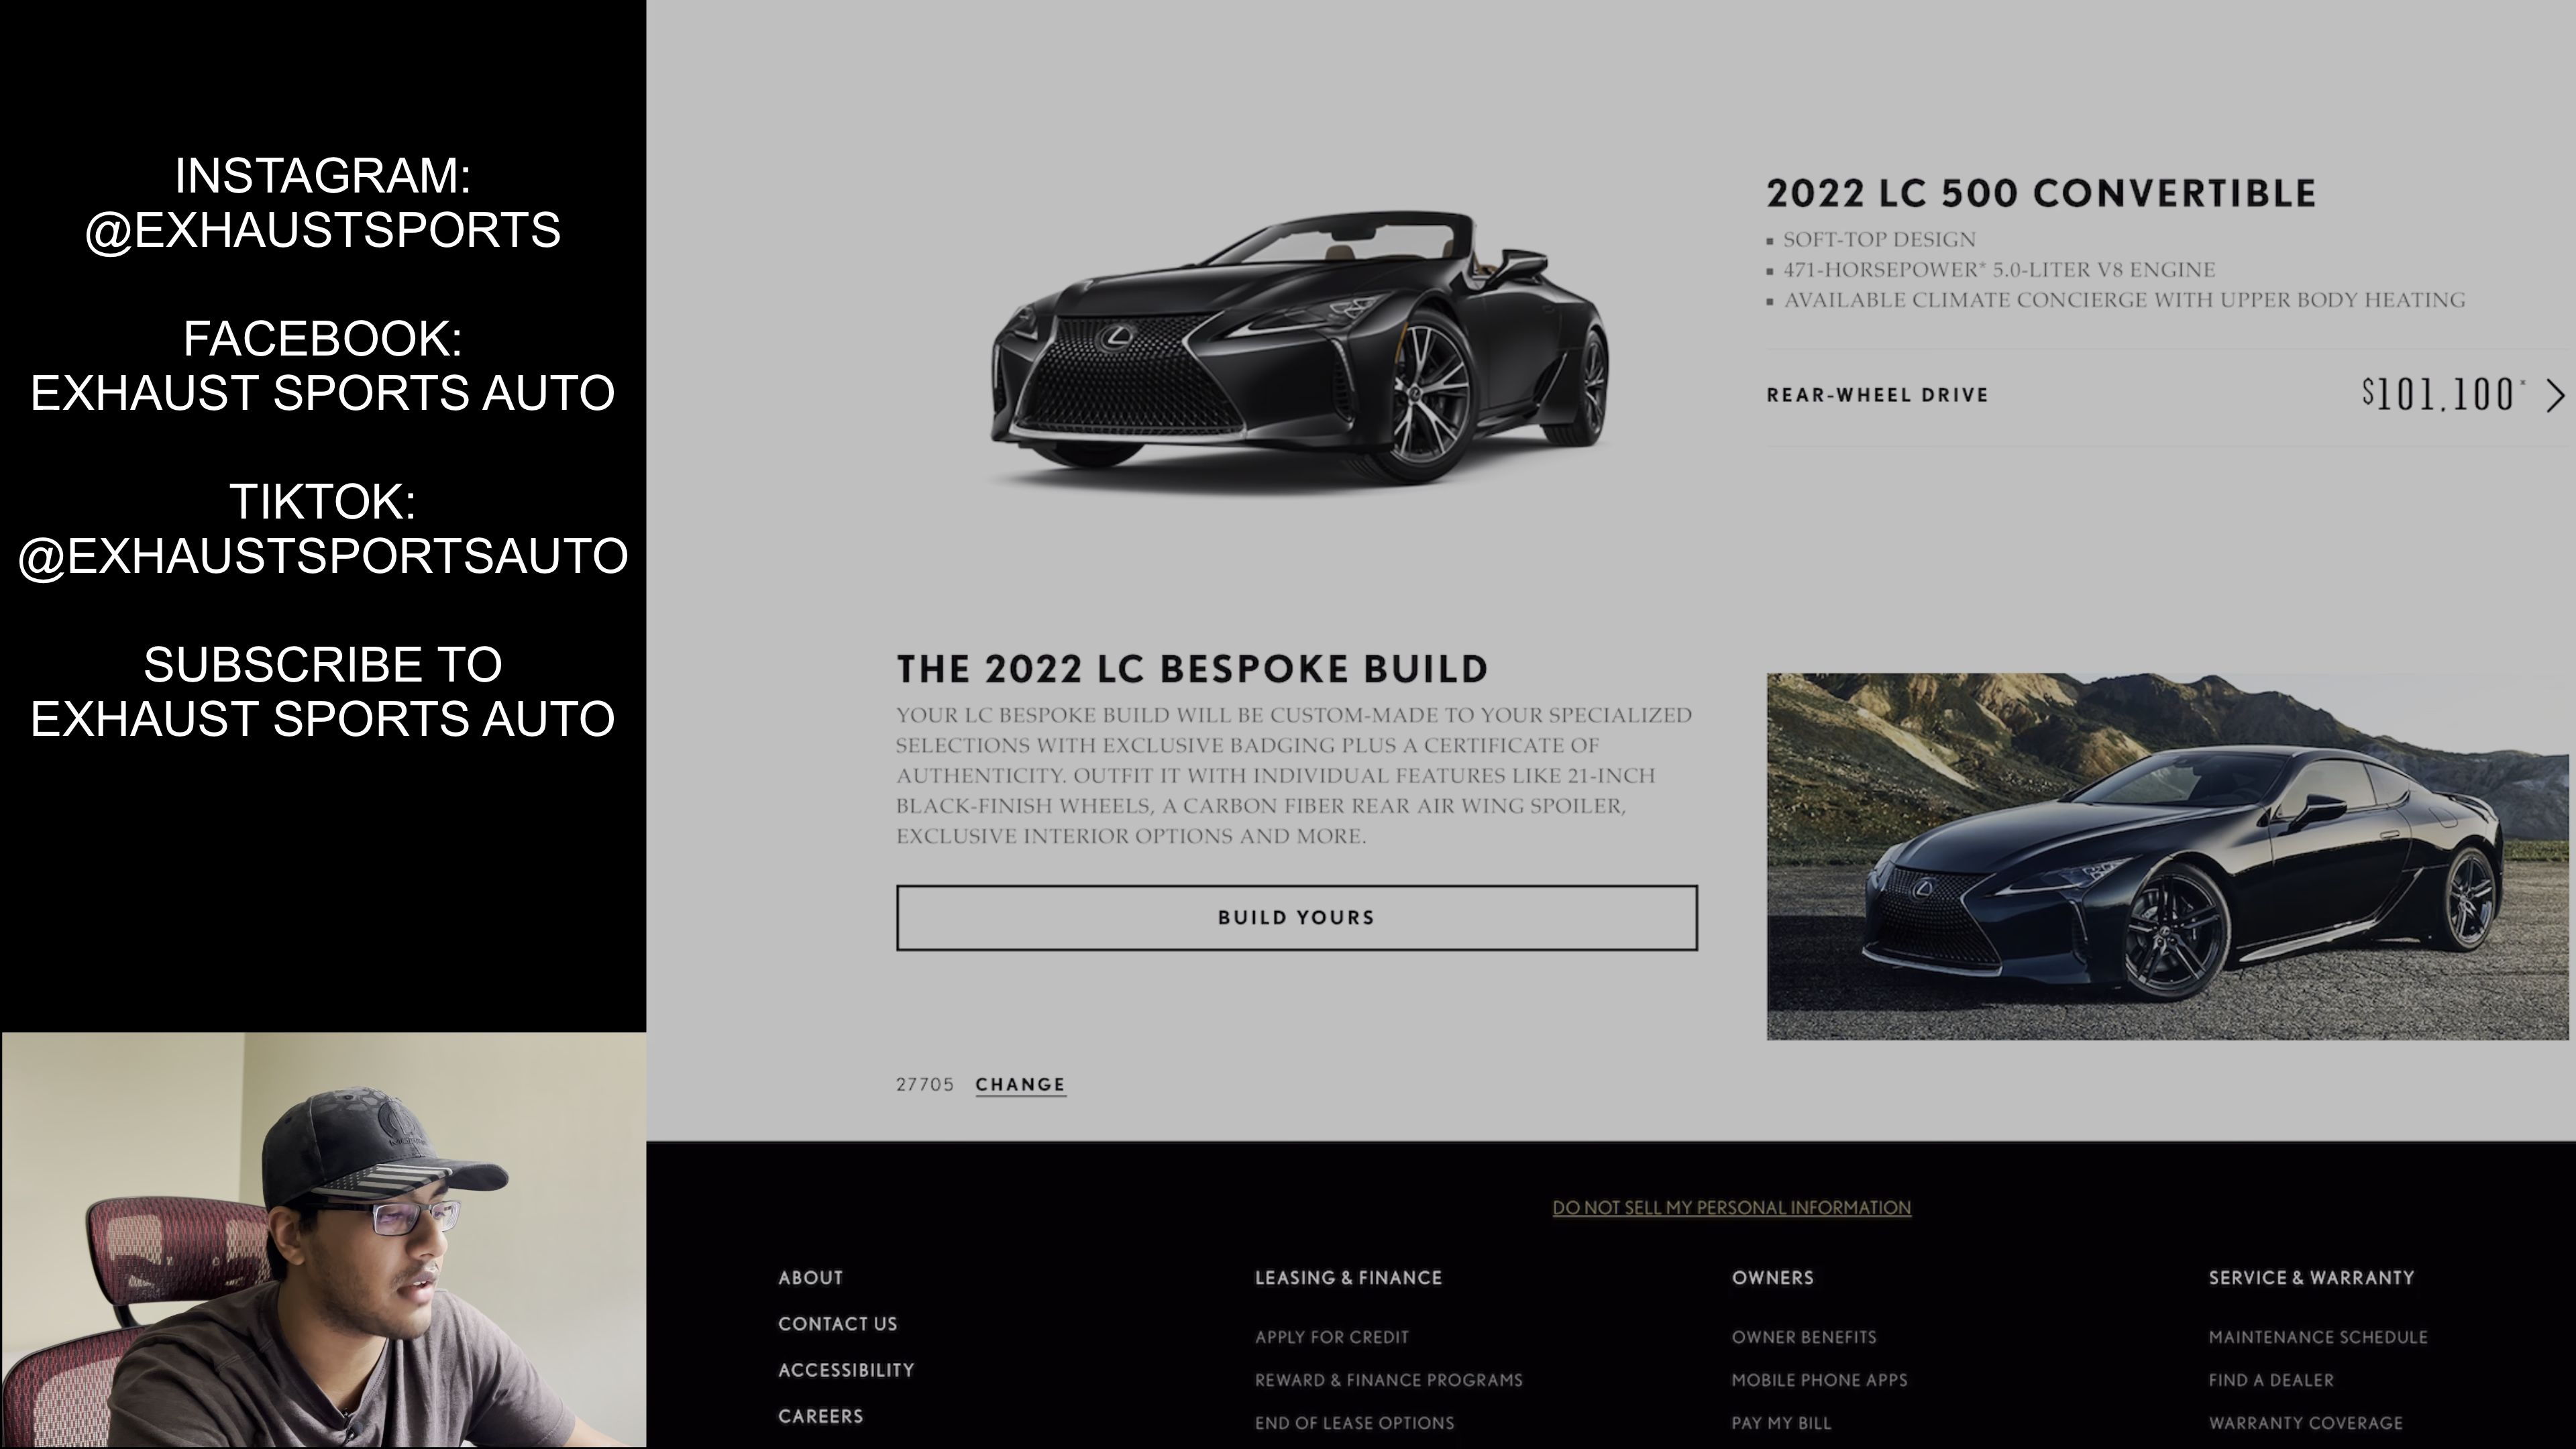 INSTAGRAM:
@EXHAUSTSPORTS
FACEBOOK:
EXHAUST SPORTS AUTO
TIKTOK:
@EXHAUSTSPORTSAUTO
SUBSCRIBE TO
EXHAUST SPORTS AUTO
2022 LC 500 CONVERTIBLE
▪ SOFT-TOP DESIGN
▪ 471-HORSEPOWER* 5.0-LITER V8 ENGINE
▪ AVAILABLE CLIMATE CONCIERGE WITH UPPER BODY HEATING
REAR-WHEEL DRIVE $101,100*
THE 2022 LC BESPOKE BUILD
YOUR LC BESPOKE BUILD WILL BE CUSTOM-MADE TO YOUR SPECIALIZED
SELECTIONS WITH EXCLUSIVE BADGING PLUS A CERTIFICATE OF
AUTHENTICITY. OUTFIT IT WITH INDIVIDUAL FEATURES LIKE 21-INCH
BLACK-FINISH WHEELS, A CARBON FIBER REAR AIR WING SPOILER,
EXCLUSIVE INTERIOR OPTIONS AND MORE.
BUILD YOURS
27705 CHANGE
DO NOT SELL MY PERSONAL INFORMATION
ABOUT
CONTACT US
ACCESSIBILITY
CAREERS
LEASING & FINANCE
APPLY FOR CREDIT
REWARD & FINANCE PROGRAMS
END OF LEASE OPTIONS
OWNERS
OWNER BENEFITS
MOBILE PHONE APPS
PAY MY BILL
SERVICE & WARRANTY
MAINTENANCE SCHEDULE
FIND A DEALER
WARRANTY COVERAGE